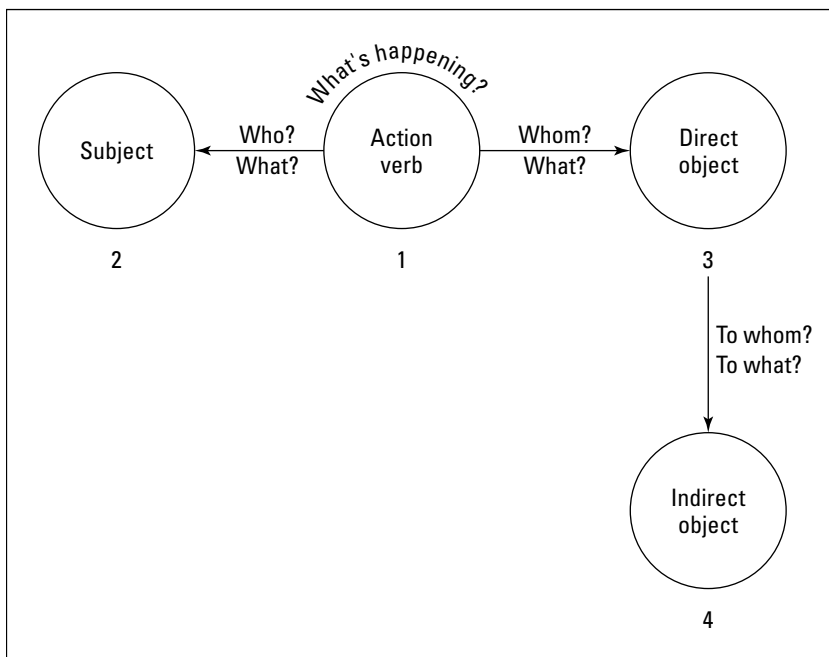 What's happening?
Subject
Who?
What?
Action
verb
Whom?
What?
Direct
object
2
1
3
To whom?
To what?
Indirect
object
4